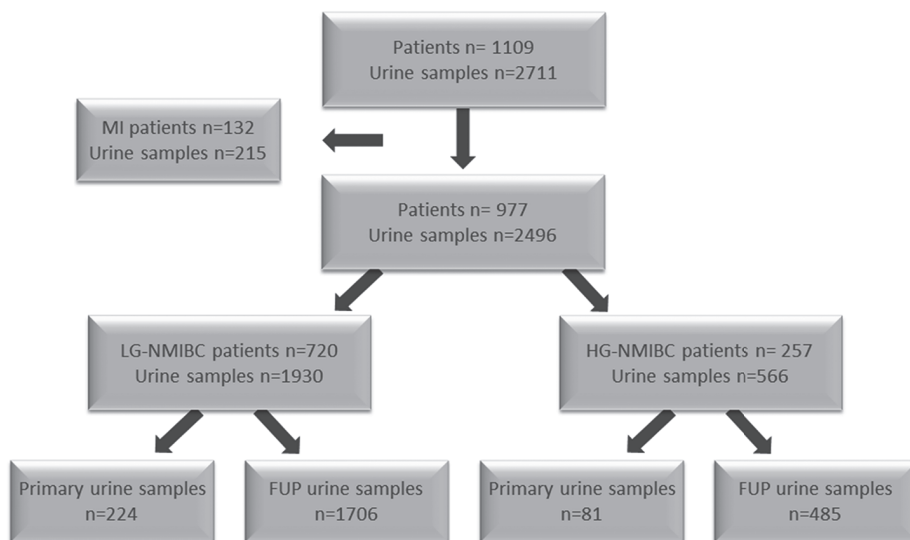 Patients n= 1109
Urine samples n=2711
MI patients n=132
Urine samples n=215
Patients n= 977
Urine samples n=2496
LG-NMIBC patients n=720
Urine samples n=1930
HG-NMIBC patients n= 257
Urine samples n=566
Primary urine samples
n=224
FUP urine samples
n=1706
Primary urine samples
n=81
FUP urine samples
n=485